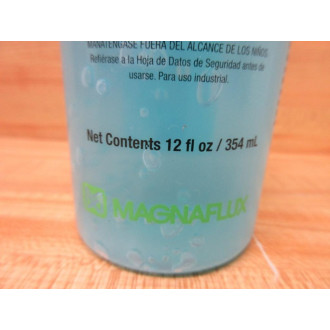 MANTÉNGASE FUERA DEL ALCANCE DE LOS NIÑOS.
Refiérase a la Hoja de Datos de Seguridad antes de
usarse. Para uso industrial.
Net Contents 12 fl oz / 354 mL
MAGNAFLUX